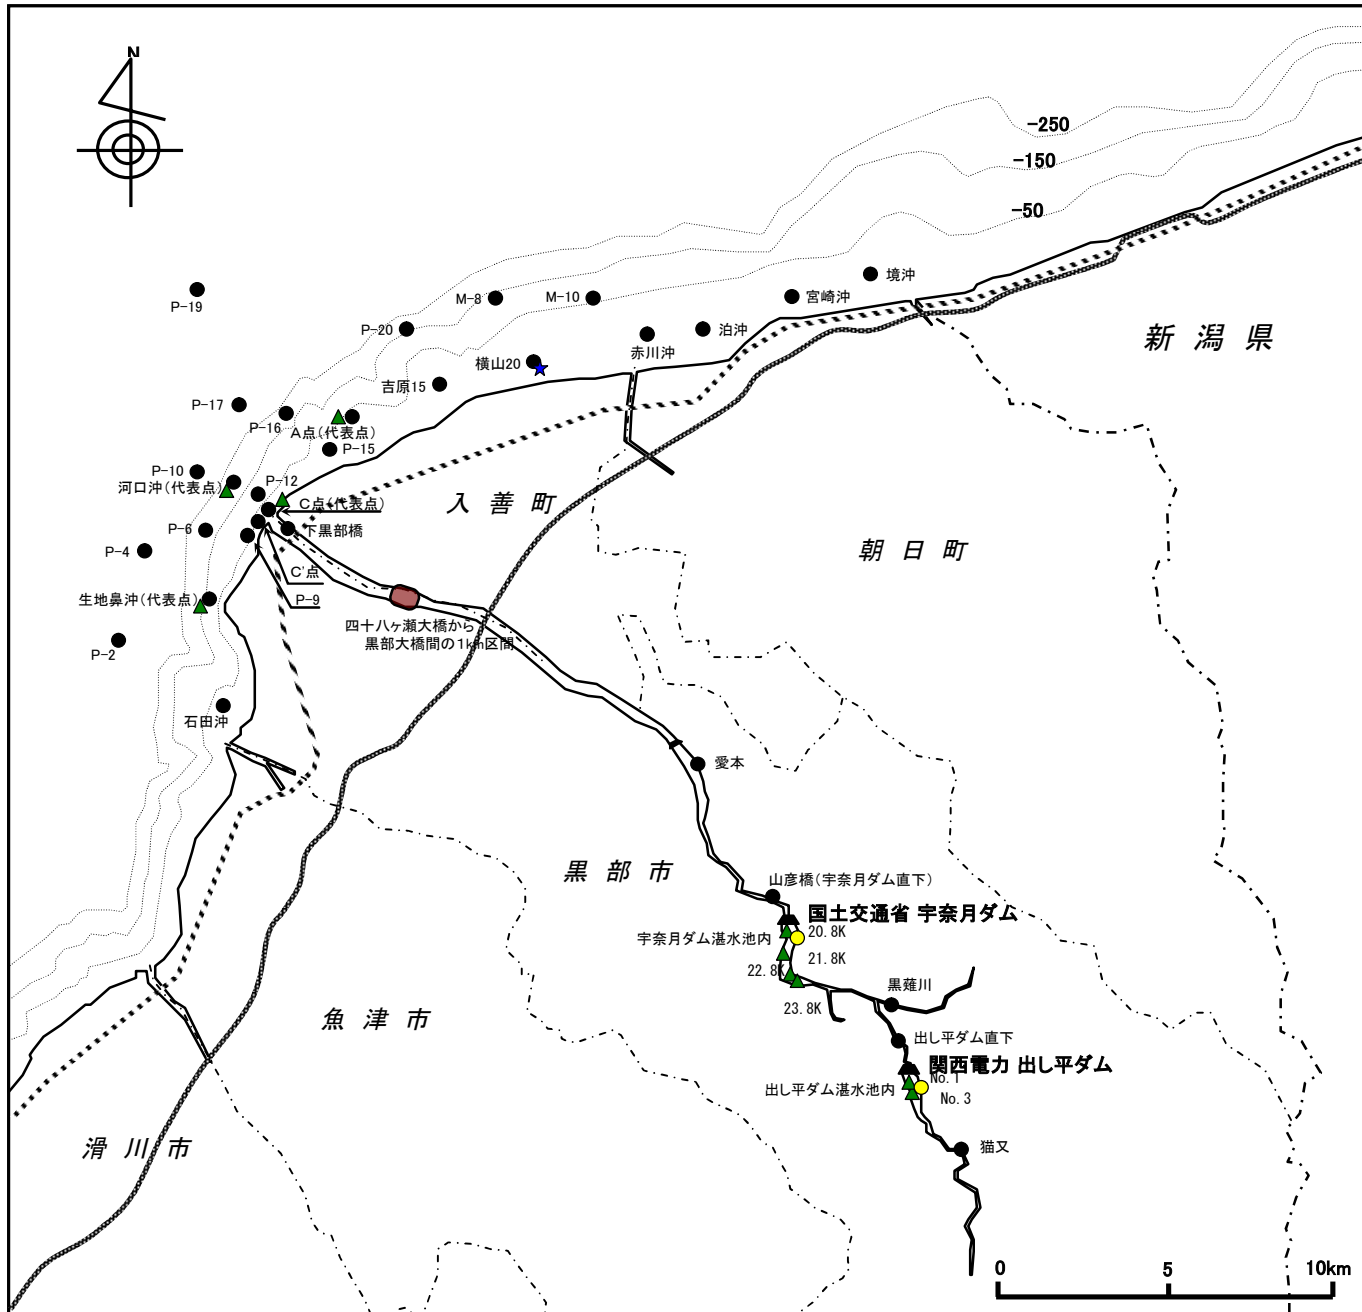 N
-250
-150
-50
境沖
宮崎沖
P-19
M-8
M-10
新潟県
P-20
泊沖
赤川沖
横山20
吉原15
P-17
P-16
A点(代表点)
P-15
P-10
河口沖(代表点)
P-12
C点(代表点)
入善町
P-6
下黒部橋
P-4
朝日町
C'点
生地鼻沖(代表点)
P-9
四十八ヶ瀬大橋から
黒部大橋間の1km区間
P-2
石田沖
愛本
黒部市
山彦橋(宇奈月ダム直下)
国土交通省 宇奈月ダム
20.8K
宇奈月ダム湛水池内
21.8K
22.8K
23.8K
黒薙川
魚津市
出し平ダム直下
関西電力 出し平ダム
No.1
出し平ダム湛水池内
No.3
滑川市
猫又
0 5 10km